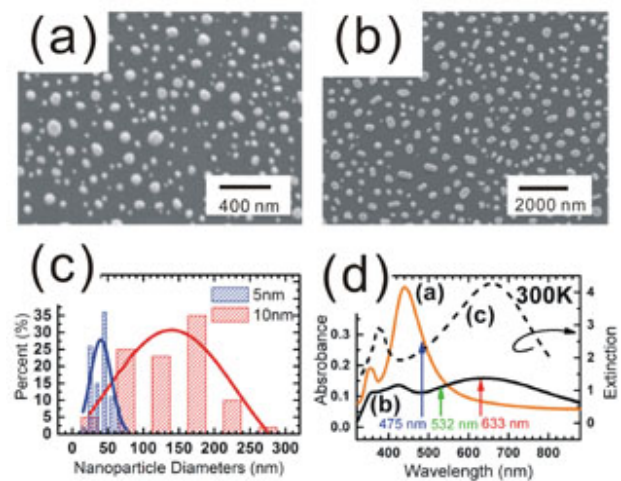 (a)
400 nm
(b)
2000 nm
(c)
5nm
10nm
Percent (%)
35
30
25
20
15
10
5
0
0 50 100 150 200 250 300
Nanoparticle Diameters (nm)
(d)
(a)
300K
(c)
(b)
Absrobance
0.3
0.2
0.1
0.0
475 nm
532 nm
633 nm
4
3
2
1
0
Extinction
400 500 600 700 800
Wavelength (nm)